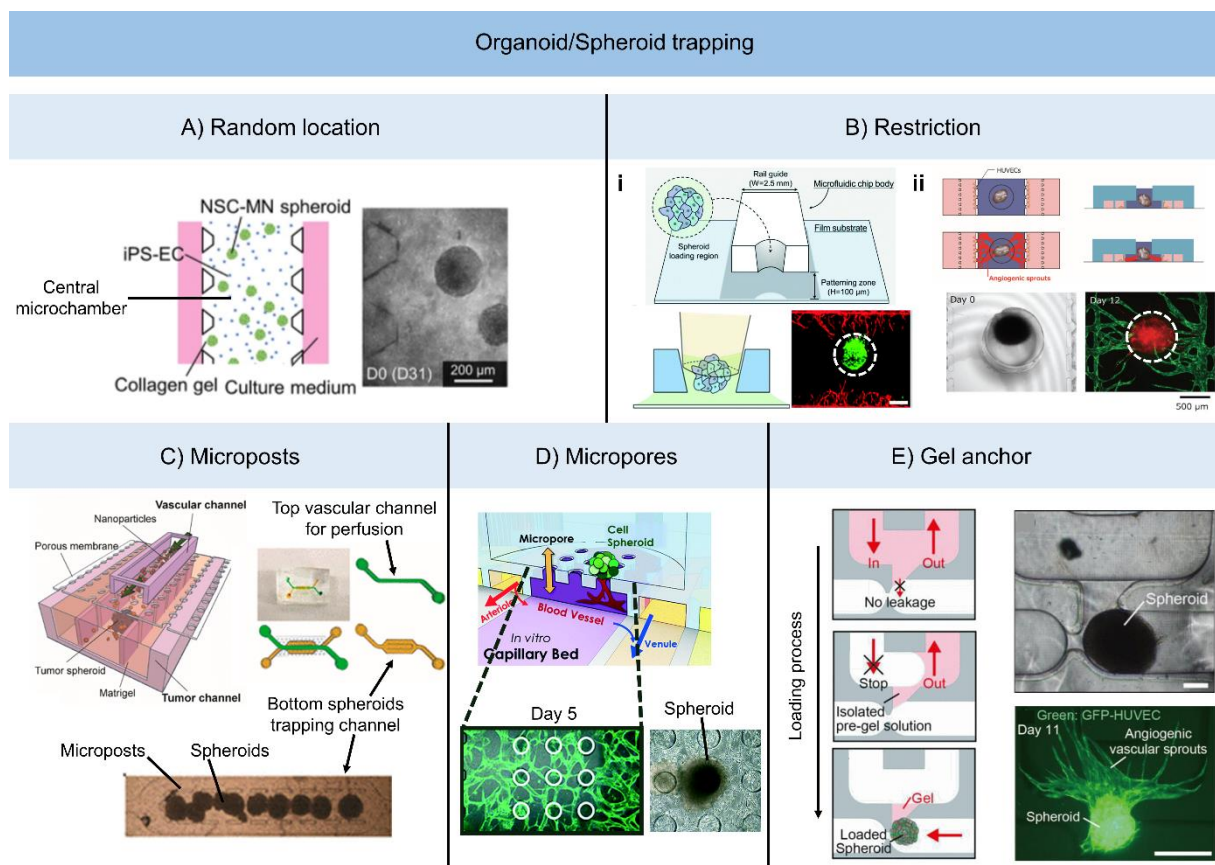 Organoid/Spheroid trapping
A) Random location
NSC-MN spheroid
iPS-EC
Central
microchamber
Collagen gel
Culture medium
D0 (D31)
200 μm
B) Restriction
i
Rail guide
(W=2.5 mm)
Microfluidic chip body
Film substrate
Spheroid
loading region
Patterning zone
(H=100 μm)
ii
HUVECs
Angiogenic sprouts
Day 0
Day 12
500 μm
C) Microposts
Vascular channel
Nanoparticles
Porous membrane
Tumor spheroid
Matrigel
Tumor channel
Top vascular channel
for perfusion
Bottom spheroids
trapping channel
Microposts
Spheroids
D) Micropores
Micropore
Cell
Spheroid
Arteriole
Blood Vessel
In vitro
Capillary Bed
Venule
Day 5
Spheroid
E) Gel anchor
Loading process
In
Out
No leakage
Stop
Out
Isolated
pre-gel solution
Gel
Loaded
Spheroid
Spheroid
Green: GFP-HUVEC
Day 11
Angiogenic
vascular sprouts
Spheroid